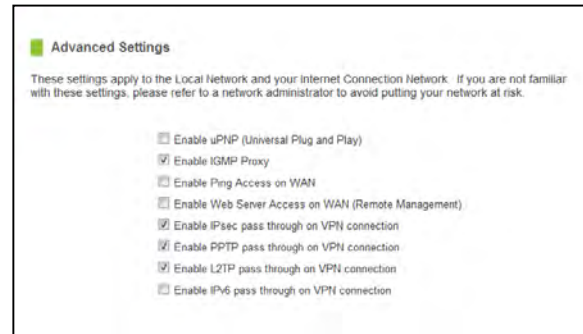 Advanced Settings
These settings apply to the Local Network and your Internet Connection Network. If you are not familiar
with these settings, please refer to a network administrator to avoid putting your network at risk.
Enable uPNP (Universal Plug and Play)
Enable IGMP Proxy
Enable Ping Access on WAN
Enable Web Server Access on WAN (Remote Management)
Enable IPsec pass through on VPN connection
Enable PPTP pass through on VPN connection
Enable L2TP pass through on VPN connection
Enable IPv6 pass through on VPN connection